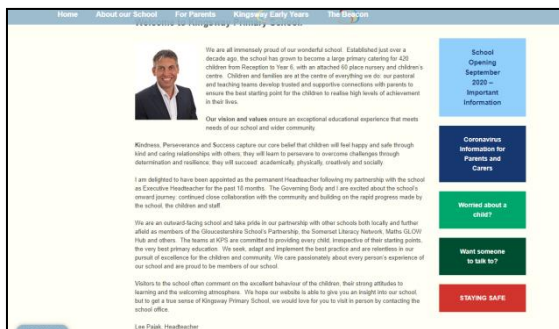 Home About our School For Parents Kingsway Early Years The Beacon
Welcome to Kingsway Primary School!
We are all immensely proud of our wonderful school. Established just over a
decade ago, the school has grown to become a large primary catering for 420
children from Reception to Year 6, with an attached 60 place nursery and children's
centre. Children and families are at the centre of everything we do: our pastoral
and teaching teams develop trusted and supportive connections with parents to
ensure the best starting point for the children to realise high levels of achievement
in their lives.
Our vision and values ensure an exceptional educational experience that meets
needs of our school and wider community.
Kindness, Perseverance and Success capture our core belief that children will feel happy and safe through
kind and caring relationships with others; they will learn to persevere to overcome challenges through
determination and resilience; they will succeed: academically, physically, creatively and socially.
I am delighted to have been appointed as the permanent Headteacher following my partnership with the school
as Executive Headteacher for the past 18 months. The Governing Body and I are excited about the school's
onward journey: continued close collaboration with the community and building on the rapid progress made by
the school, the children and staff.
We are an outward-facing school and take pride in our partnership with other schools both locally and further
afield as members of the Gloucester School's Partnership, the Somerset Literacy Network, Maths GLOW
Hub and others. The teams at KPS are committed to providing every child, irrespective of their starting points,
the very best primary education. We seek, adapt and implement the best practice and are relentless in our
pursuit of excellence for the children and community. We care passionately about every person's experience of
our school and are proud to be members of our school.
Visitors to the school often comment on the excellent behaviour of the children, their strong attitudes to
learning and the welcoming atmosphere. We hope our website is able to give you an insight into our school,
but to get a true sense of Kingsway Primary School, we would love for you to visit in person by contacting the
school office.
Lee Pajak, Headteacher
School
Opening
September
2020 –
Important
Information
Coronavirus
Information for
Parents and
Carers
Worried about a
child?
Want someone
to talk to?
STAYING SAFE